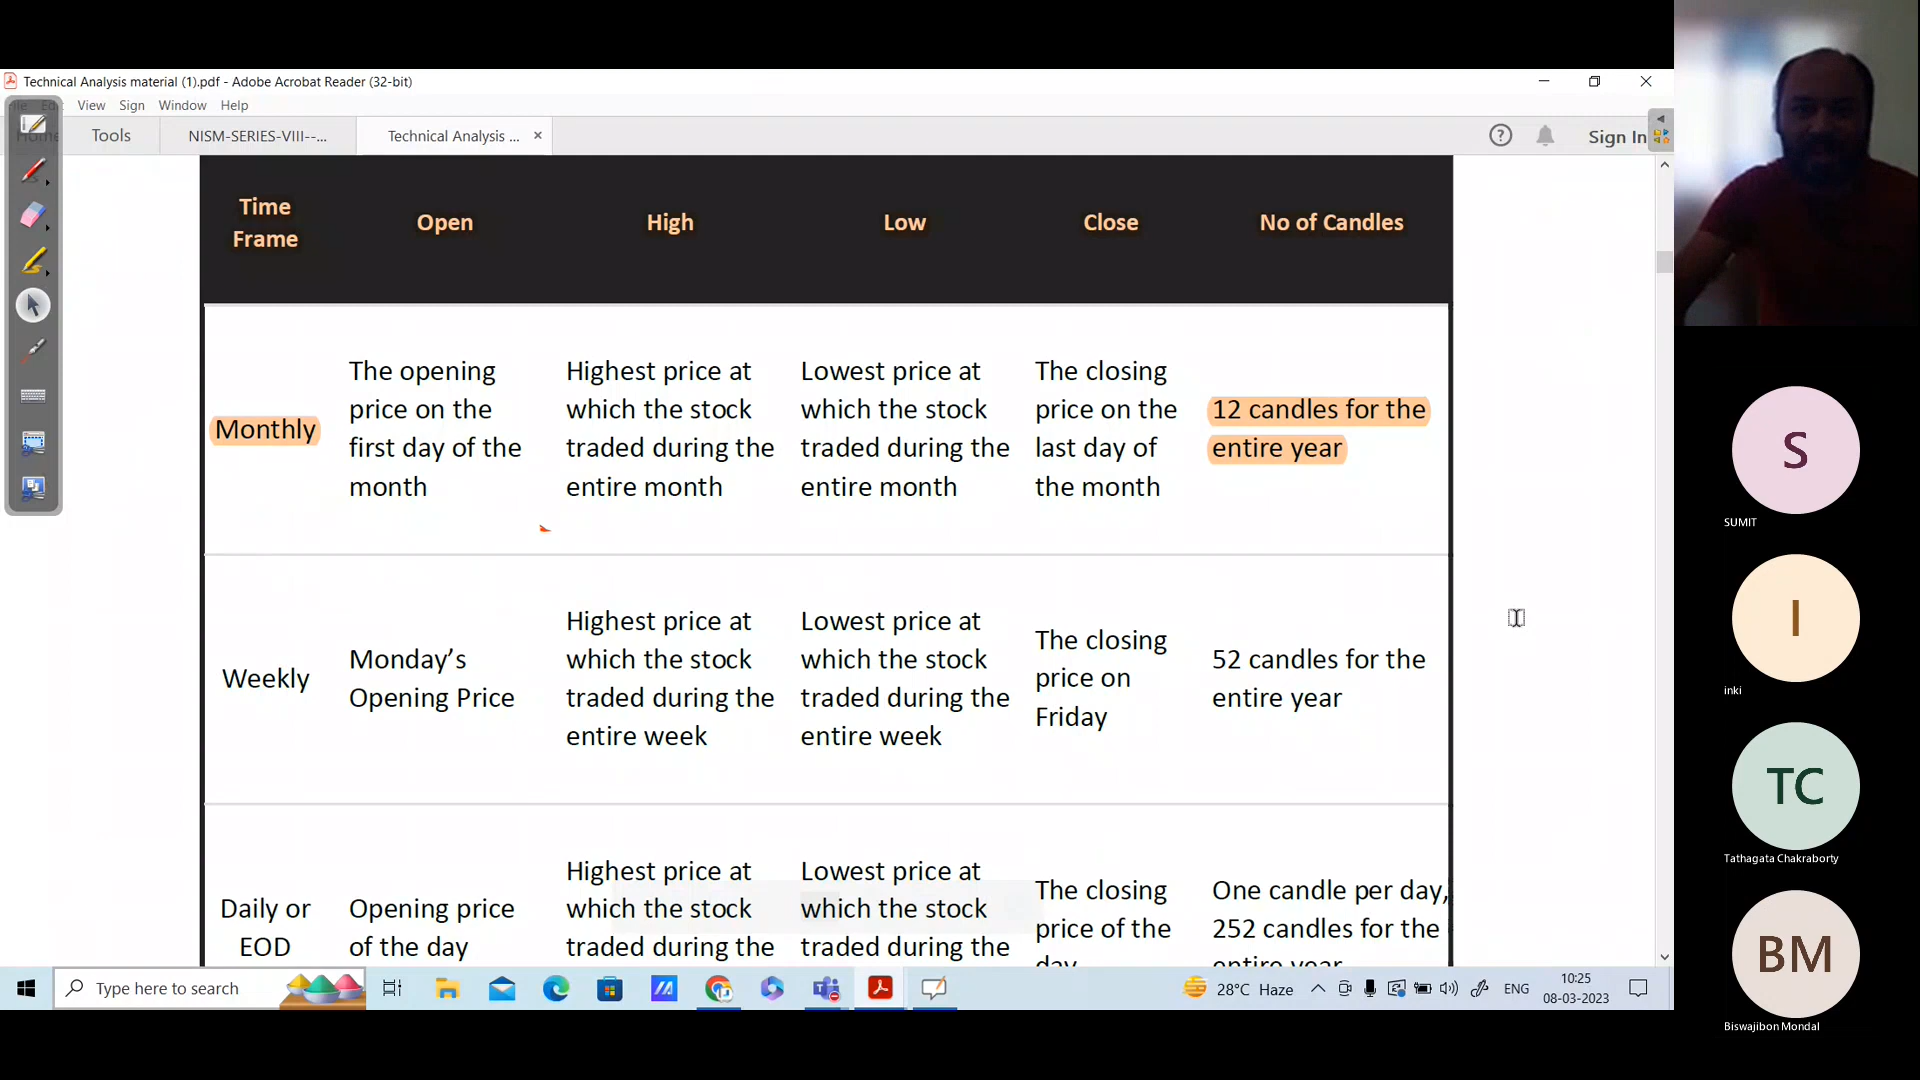 Technical Analysis material (1).pdf - Adobe Acrobat Reader (32-bit)
View Sign Window Help
Tools
NISM-SERIES-VIII--...
Technical Analysis ...
Sign In
Time Frame
Open
High
Low
Close
No of Candles
Monthly
The opening
price on the
first day of the
month
Highest price at
which the stock
traded during the
entire month
Lowest price at
which the stock
traded during the
entire month
The closing
price on the
last day of
the month
12 candles for the
entire year
Weekly
Monday’s
Opening Price
Highest price at
which the stock
traded during the
entire week
Lowest price at
which the stock
traded during the
entire week
The closing
price on
Friday
52 candles for the
entire year
Daily or
EOD
Opening price
of the day
Highest price at
which the stock
traded during the
Lowest price at
which the stock
traded during the
The closing
price of the
day
One candle per day,
252 candles for the
entire year
S
SUMIT
I
inki
TC
Tathagata Chakraborty
BM
Biswajibon Mondal
Type here to search
28°C Haze
ENG
10:25
08-03-2023